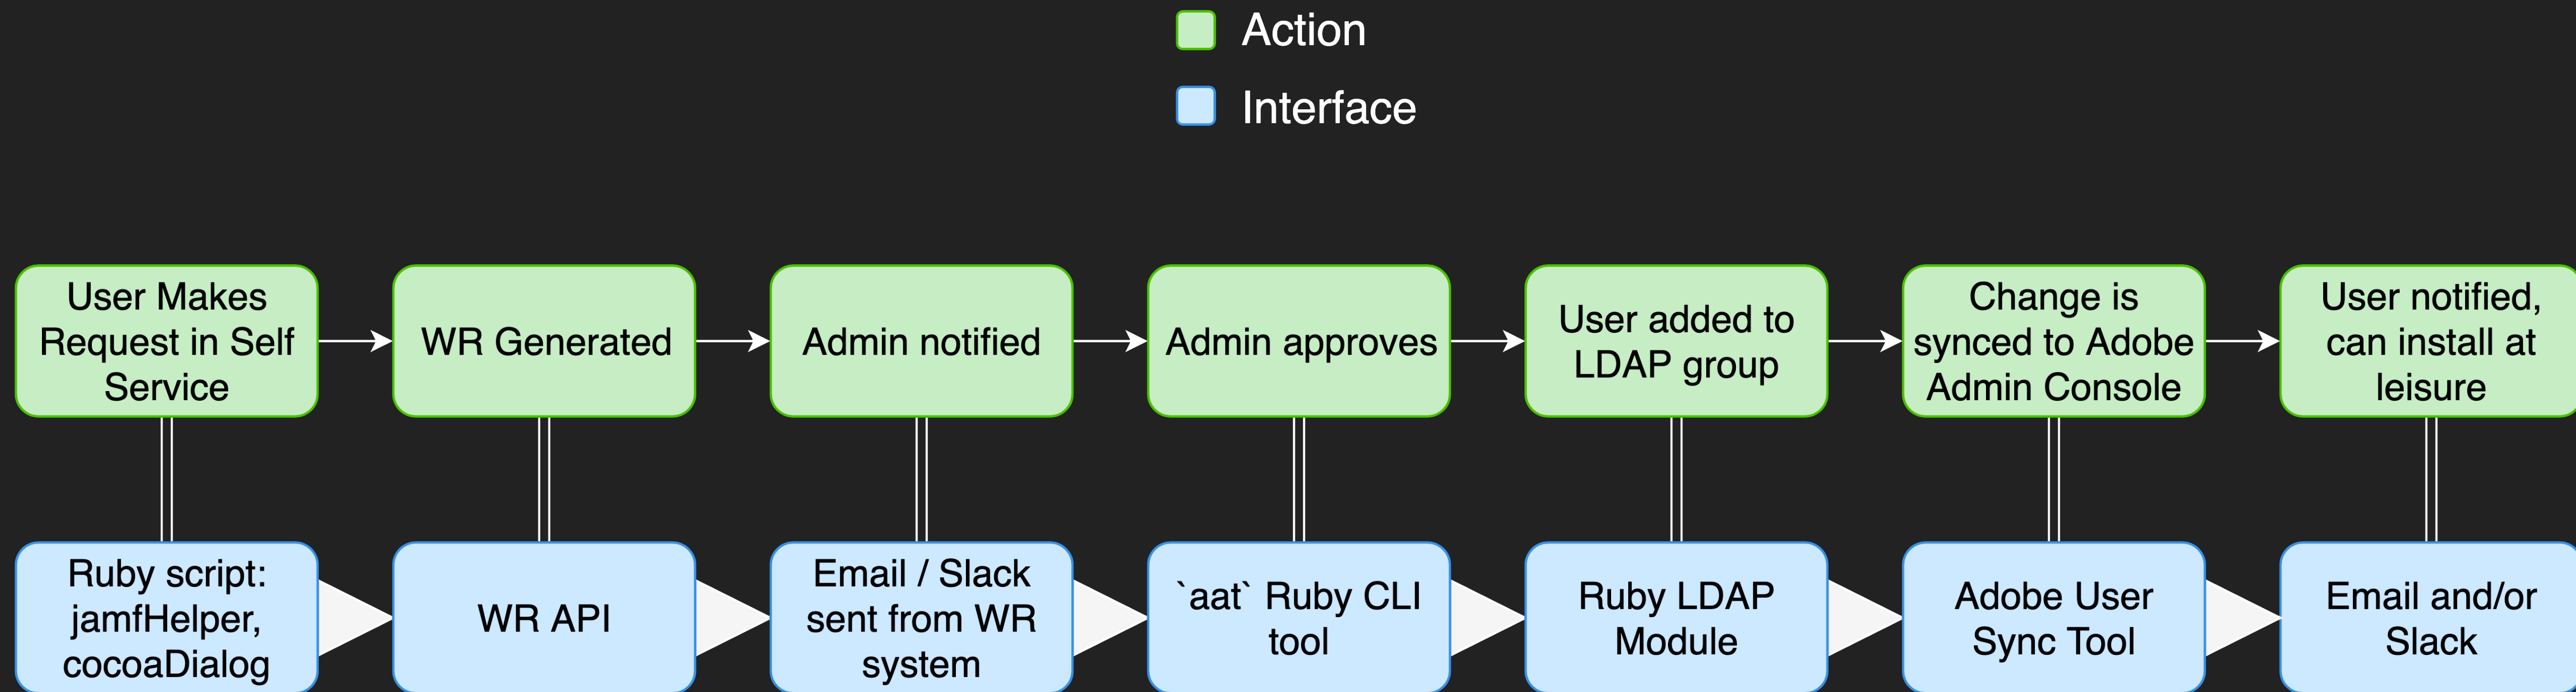 Action
Interface
User Makes
Request in Self
Service
WR Generated
Admin notified
Admin approves
User added to
LDAP group
Change is
synced to Adobe
Admin Console
User notified,
can install at
leisure
Ruby script:
jamfHelper,
cocoaDialog
WR API
Email / Slack
sent from WR
system
`aat` Ruby CLI
tool
Ruby LDAP
Module
Adobe User
Sync Tool
Email and/or
Slack